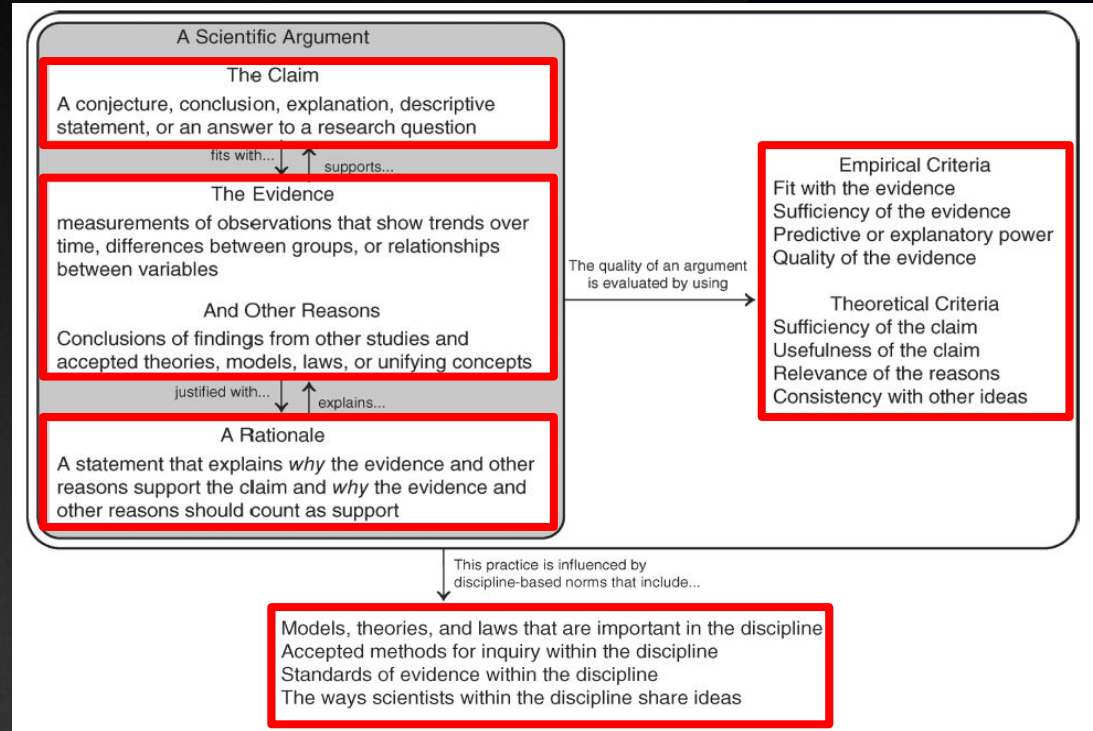 A Scientific Argument
The Claim
A conjecture, conclusion, explanation, descriptive
statement, or an answer to a research question
fits with...
supports...
The Evidence
measurements of observations that show trends over
time, differences between groups, or relationships
between variables
And Other Reasons
Conclusions of findings from other studies and
accepted theories, models, laws, or unifying concepts
justified with...
explains...
A Rationale
A statement that explains why the evidence and other
reasons support the claim and why the evidence and
other reasons should count as support
The quality of an argument
is evaluated by using
Empirical Criteria
Fit with the evidence
Sufficiency of the evidence
Predictive or explanatory power
Quality of the evidence
Theoretical Criteria
Sufficiency of the claim
Usefulness of the claim
Relevance of the reasons
Consistency with other ideas
This practice is influenced by
discipline-based norms that include...
Models, theories, and laws that are important in the discipline
Accepted methods for inquiry within the discipline
Standards of evidence within the discipline
The ways scientists within the discipline share ideas